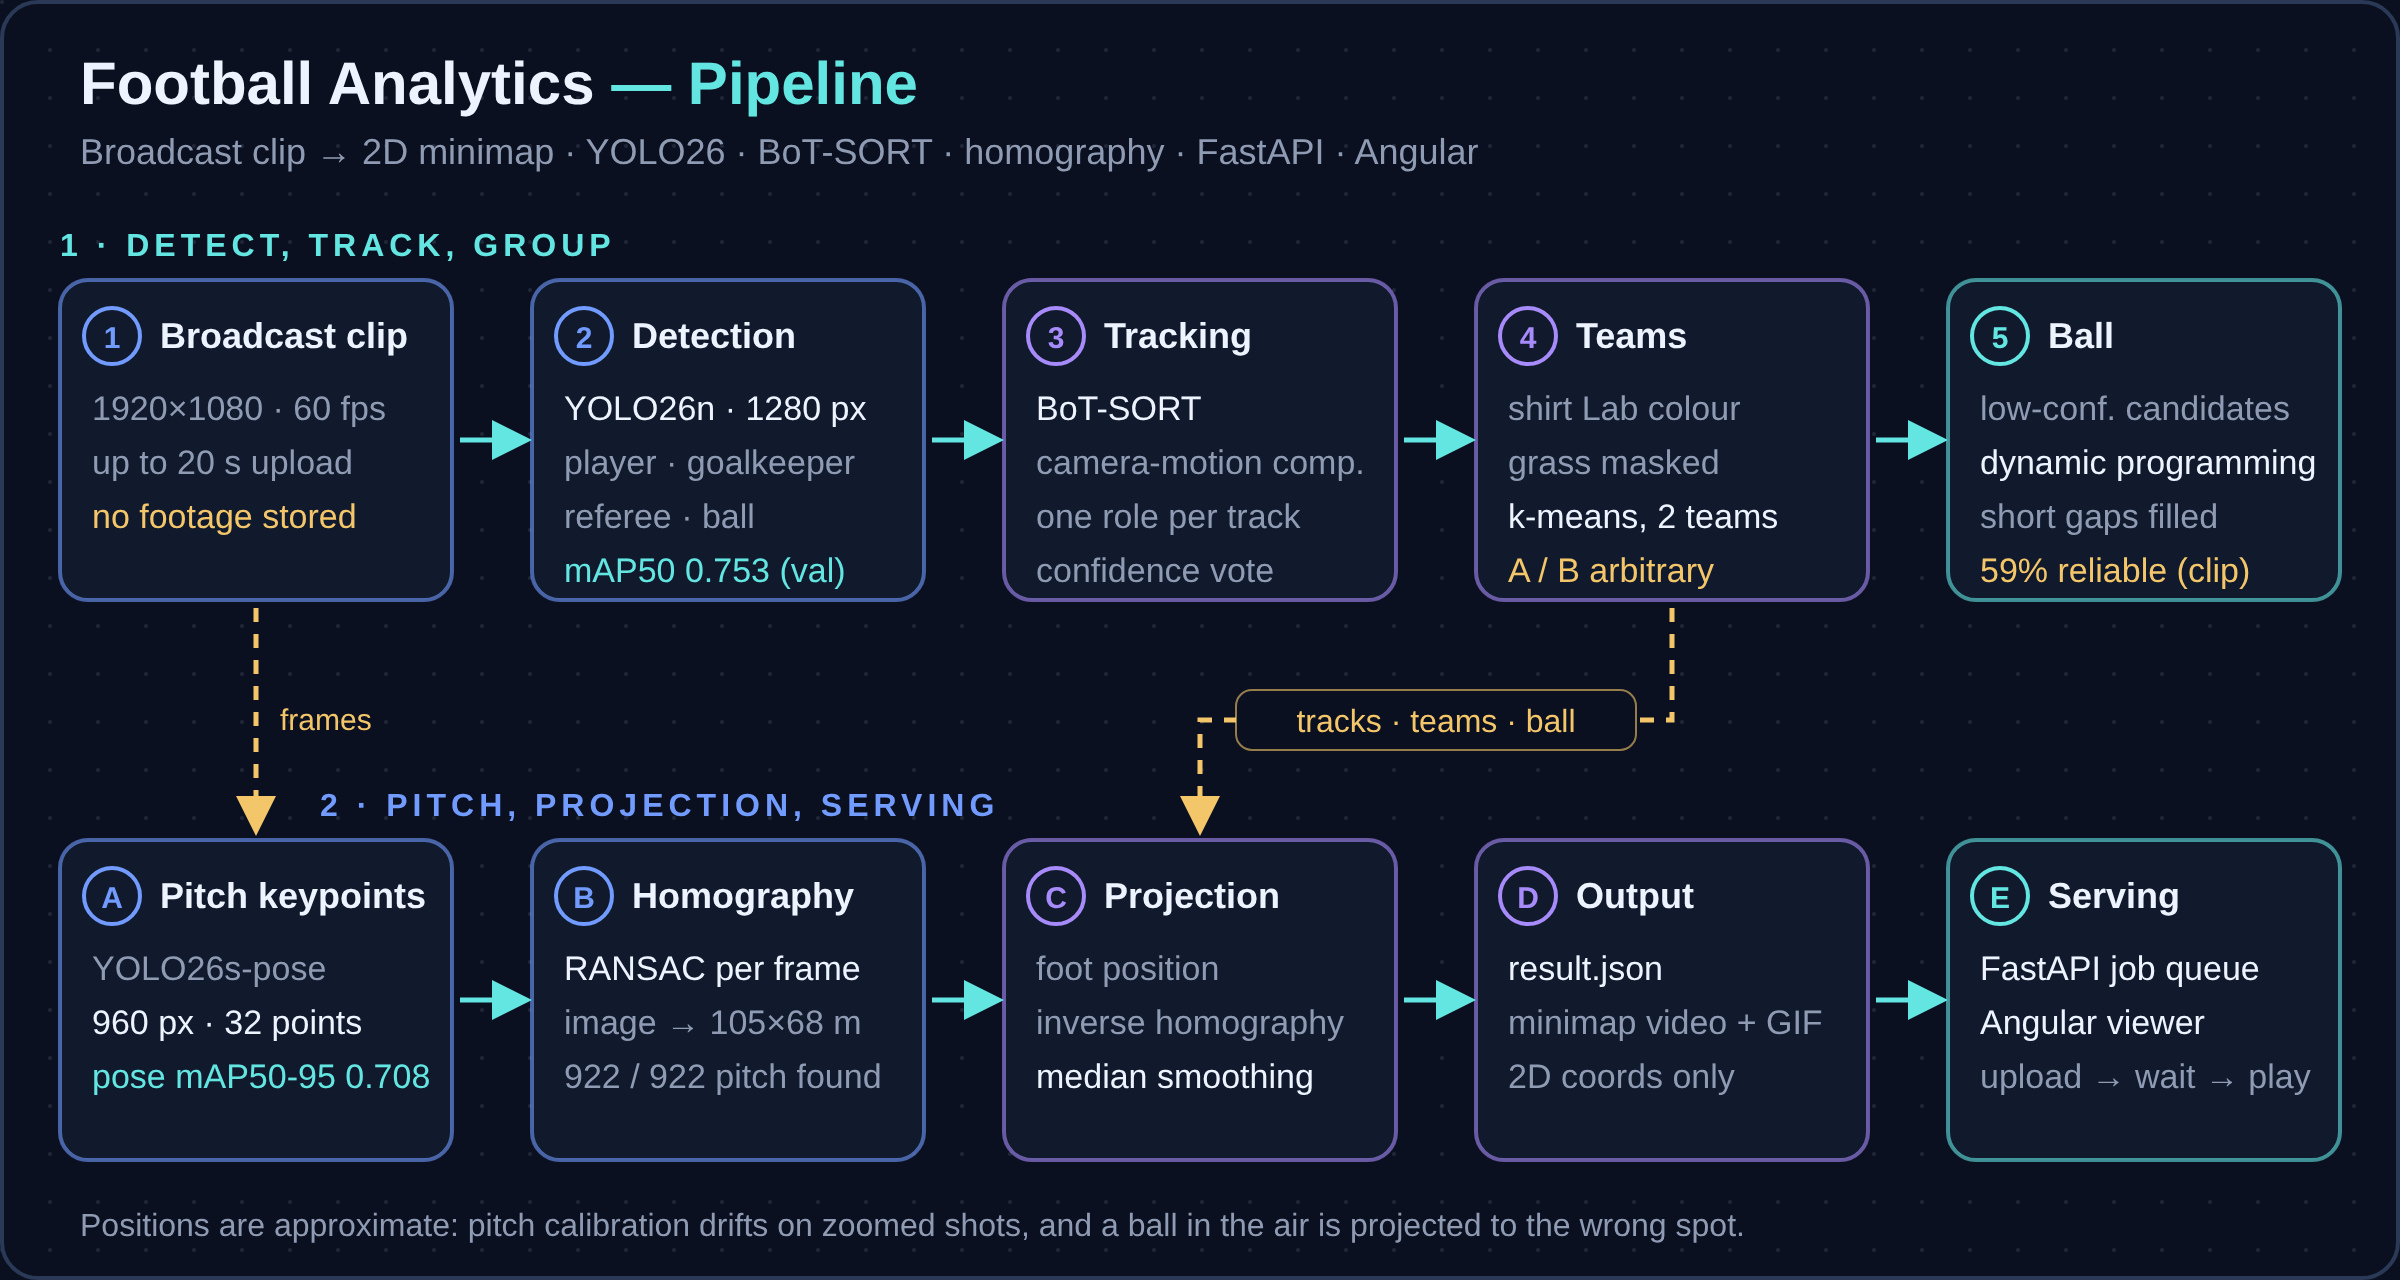 Football Analytics — Pipeline
Broadcast clip → 2D minimap · YOLO26 · BoT-SORT · homography · FastAPI · Angular
1 · DETECT, TRACK, GROUP
1 Broadcast clip
1920×1080 · 60 fps
up to 20 s upload
no footage stored
2 Detection
YOLO26n · 1280 px
player · goalkeeper
referee · ball
mAP50 0.753 (val)
3 Tracking
BoT-SORT
camera-motion comp.
one role per track
confidence vote
4 Teams
shirt Lab colour
grass masked
k-means, 2 teams
A / B arbitrary
5 Ball
low-conf. candidates
dynamic programming
short gaps filled
59% reliable (clip)
frames
tracks · teams · ball
2 · PITCH, PROJECTION, SERVING
A Pitch keypoints
YOLO26s-pose
960 px · 32 points
pose mAP50-95 0.708
B Homography
RANSAC per frame
image → 105×68 m
922 / 922 pitch found
C Projection
foot position
inverse homography
median smoothing
D Output
result.json
minimap video + GIF
2D coords only
E Serving
FastAPI job queue
Angular viewer
upload → wait → play
Positions are approximate: pitch calibration drifts on zoomed shots, and a ball in the air is projected to the wrong spot.